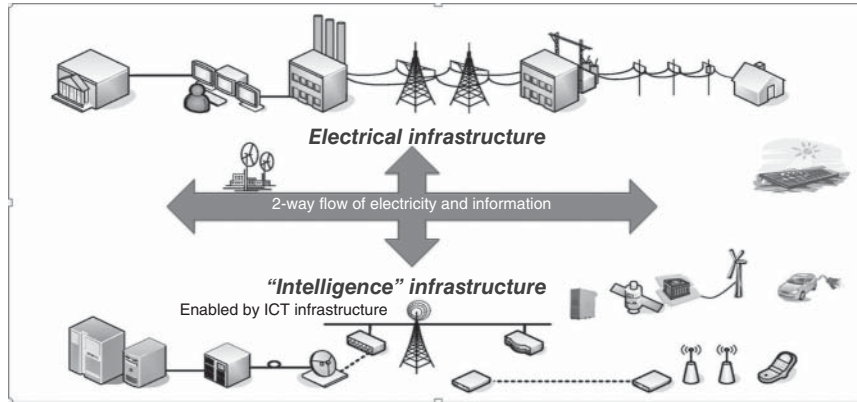 Electrical infrastructure
2-way flow of electricity and information
“Intelligence” infrastructure
Enabled by ICT infrastructure